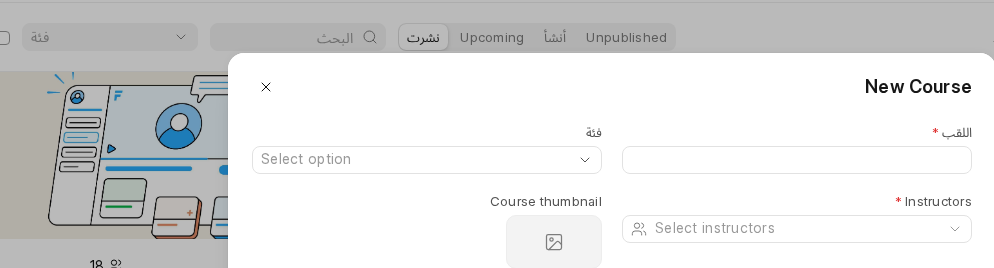 نشرت
Upcoming
أنشأ
Unpublished
البحث
فئة
New Course
اللقب *
فئة
Select option
* Instructors
Select instructors
Course thumbnail
18